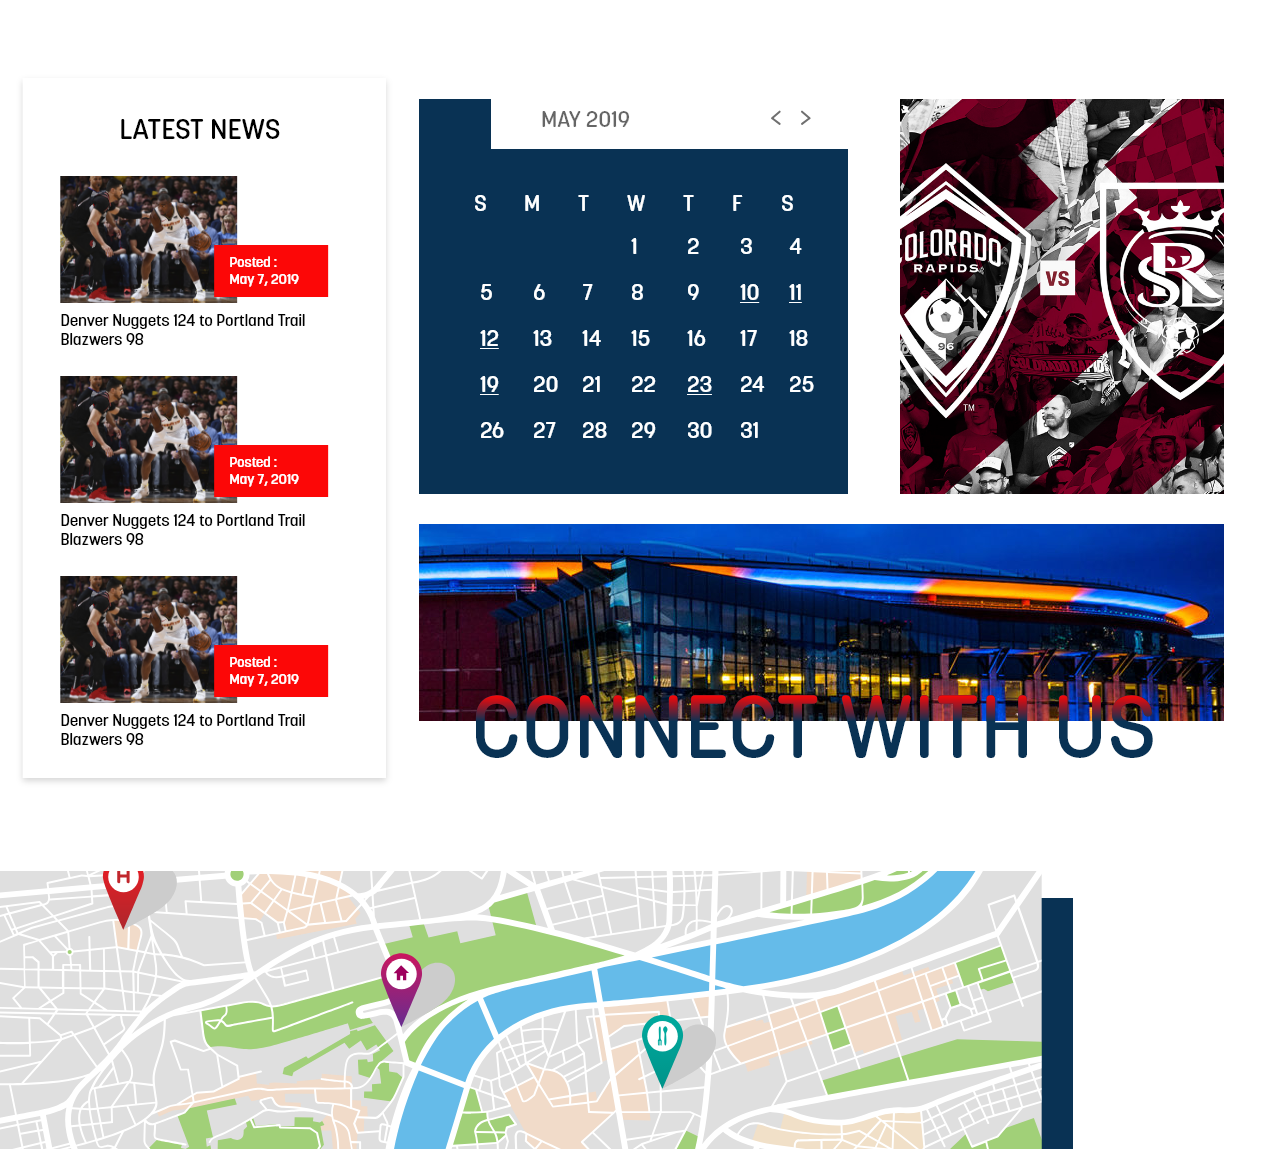 LATEST NEWS
Posted :
May 7, 2019
Denver Nuggets 124 to Portland Trail
Blazwers 98
Posted :
May 7, 2019
Denver Nuggets 124 to Portland Trail
Blazwers 98
Posted :
May 7, 2019
Denver Nuggets 124 to Portland Trail
Blazwers 98
MAY 2019
S M T W T F S
1 2 3 4
5 6 7 8 9 10 11
12 13 14 15 16 17 18
19 20 21 22 23 24 25
26 27 28 29 30 31
COLORADO
RAPIDS
96
TM
VS
RSL
COLORADO RAPIDS
CONNECT WITH US
H